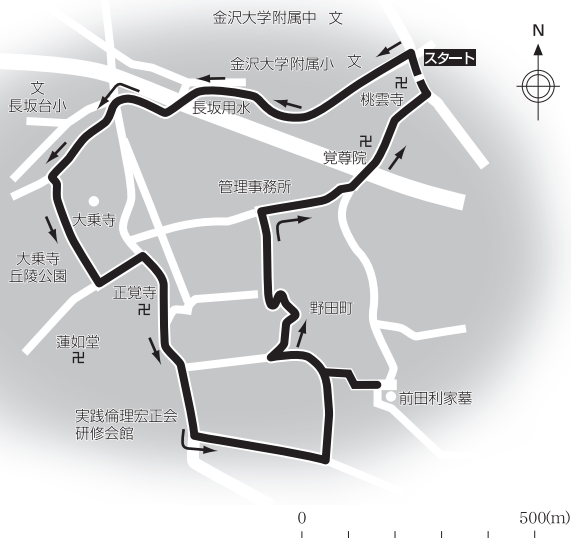 金沢大学附属中 文
N
スタート
金沢大学附属小 文
文
長坂台小
長坂用水
卍
桃雲寺
卍
覚尊院
管理事務所
大乗寺
大乗寺
丘陵公園
正覚寺
卍
野田町
蓮如堂
卍
前田利家墓
実践倫理宏正会
研修会館
0 500(m)